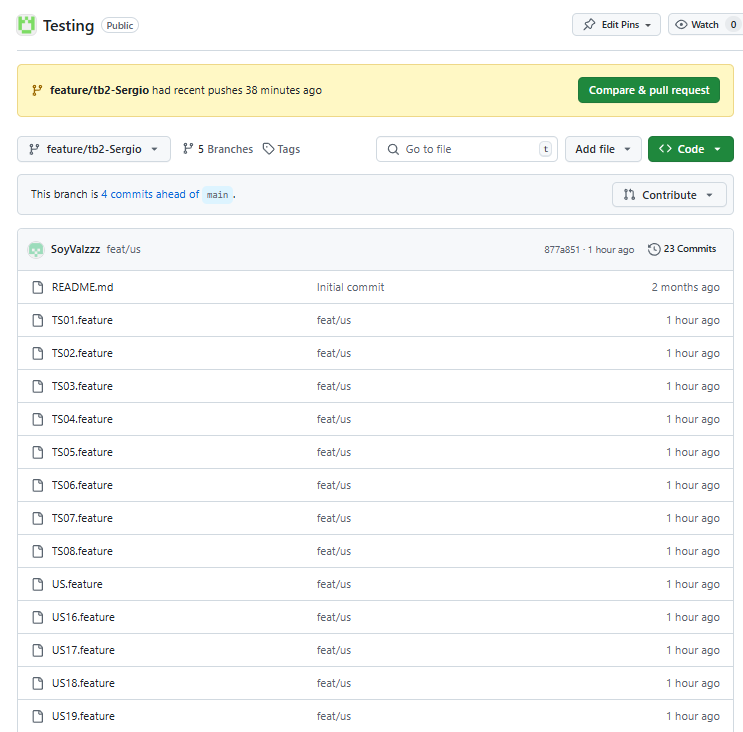 Testing Public Edit Pins Watch 0
feature/tb2-Sergio had recent pushes 38 minutes ago Compare & pull request
feature/tb2-Sergio 5 Branches Tags Go to file t Add file Code
This branch is 4 commits ahead of main . Contribute
SoyValzzz feat/us 877a851 · 1 hour ago 23 Commits
README.md Initial commit 2 months ago
TS01.feature feat/us 1 hour ago
TS02.feature feat/us 1 hour ago
TS03.feature feat/us 1 hour ago
TS04.feature feat/us 1 hour ago
TS05.feature feat/us 1 hour ago
TS06.feature feat/us 1 hour ago
TS07.feature feat/us 1 hour ago
TS08.feature feat/us 1 hour ago
US.feature feat/us 1 hour ago
US16.feature feat/us 1 hour ago
US17.feature feat/us 1 hour ago
US18.feature feat/us 1 hour ago
US19.feature feat/us 1 hour ago